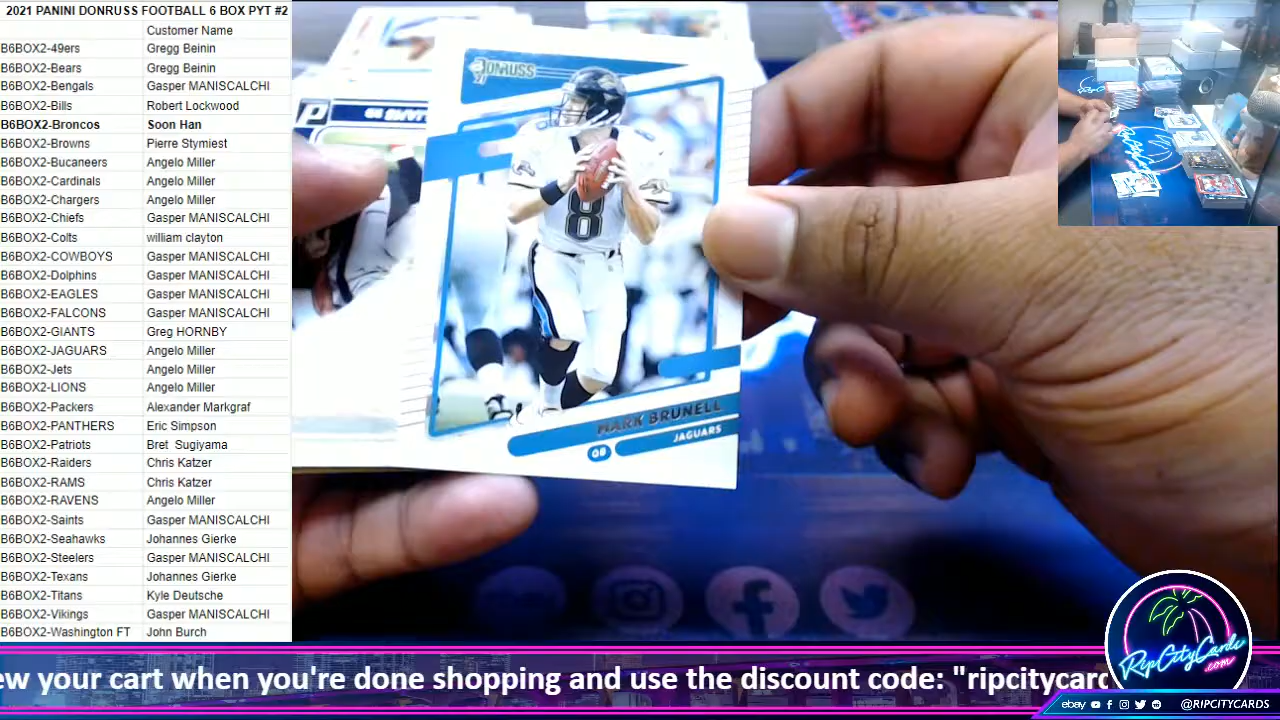 2021 PANINI DONRUSS FOOTBALL 6 BOX PYT #2
Customer Name
B6BOX2-49ers Gregg Beinin
B6BOX2-Bears Gregg Beinin
B6BOX2-Bengals Gasper MANISCALCHI
B6BOX2-Bills Robert Lockwood
B6BOX2-Broncos Soon Han
B6BOX2-Browns Pierre Stymiest
B6BOX2-Bucaneers Angelo Miller
B6BOX2-Cardinals Angelo Miller
B6BOX2-Chargers Angelo Miller
B6BOX2-Chiefs Gasper MANISCALCHI
B6BOX2-Colts william clayton
B6BOX2-COWBOYS Gasper MANISCALCHI
B6BOX2-Dolphins Gasper MANISCALCHI
B6BOX2-EAGLES Gasper MANISCALCHI
B6BOX2-FALCONS Gasper MANISCALCHI
B6BOX2-GIANTS Greg HORNBY
B6BOX2-JAGUARS Angelo Miller
B6BOX2-Jets Angelo Miller
B6BOX2-LIONS Angelo Miller
B6BOX2-Packers Alexander Markgraf
B6BOX2-PANTHERS Eric Simpson
B6BOX2-Patriots Bret Sugiyama
B6BOX2-Raiders Chris Katzer
B6BOX2-RAMS Chris Katzer
B6BOX2-RAVENS Angelo Miller
B6BOX2-Saints Gasper MANISCALCHI
B6BOX2-Seahawks Johannes Gierke
B6BOX2-Steelers Gasper MANISCALCHI
B6BOX2-Texans Johannes Gierke
B6BOX2-Titans Kyle Deutsche
B6BOX2-Vikings Gasper MANISCALCHI
B6BOX2-Washington FT John Burch
DONRUSS
8
MARK BRUNELL
QB JAGUARS
RipCityCards
.com
ew your cart when you're done shopping and use the discount code: "ripcitycard
ebay @RIPCITYCARDS